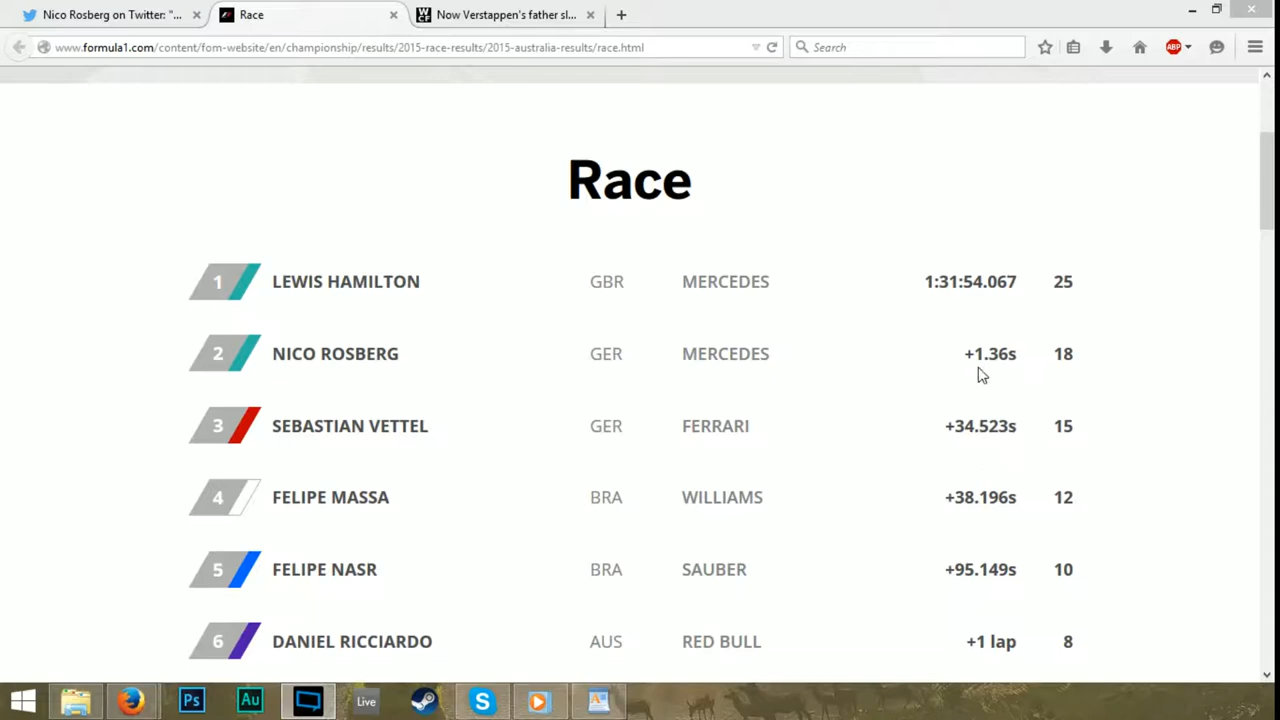 Nico Rosberg on Twitter: "...
Race
Now Verstappen's father sl...
www.formula1.com/content/fom-website/en/championship/results/2015-race-results/2015-australia-results/race.html
Search
ABP
Race
1 LEWIS HAMILTON GBR MERCEDES 1:31:54.067 25
2 NICO ROSBERG GER MERCEDES +1.36s 18
3 SEBASTIAN VETTEL GER FERRARI +34.523s 15
4 FELIPE MASSA BRA WILLIAMS +38.196s 12
5 FELIPE NASR BRA SAUBER +95.149s 10
6 DANIEL RICCIARDO AUS RED BULL +1 lap 8
Ps
Au
Live